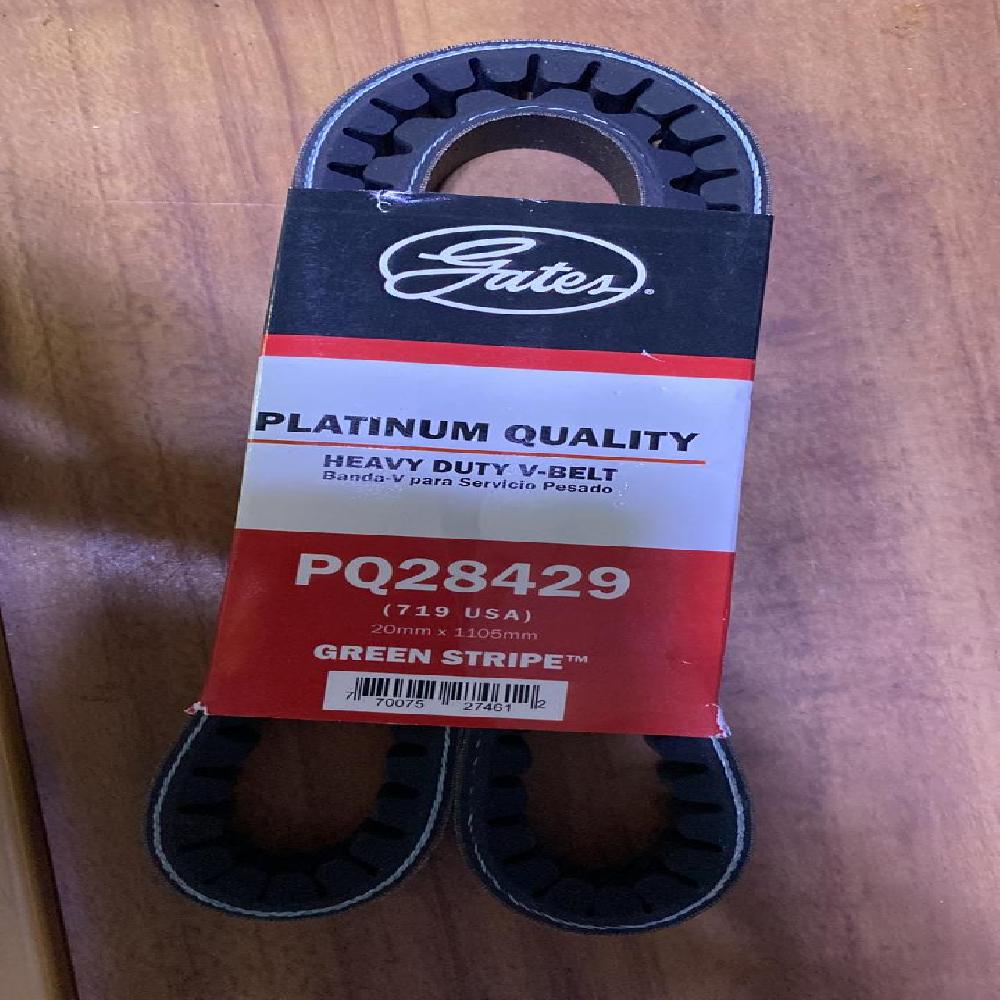 Gates®
PLATINUM QUALITY
HEAVY DUTY V-BELT
Banda-V para Servicio Pesado
PQ28429
(719 USA)
20mm x 1105mm
GREEN STRIPE™
7 70075 27461 2